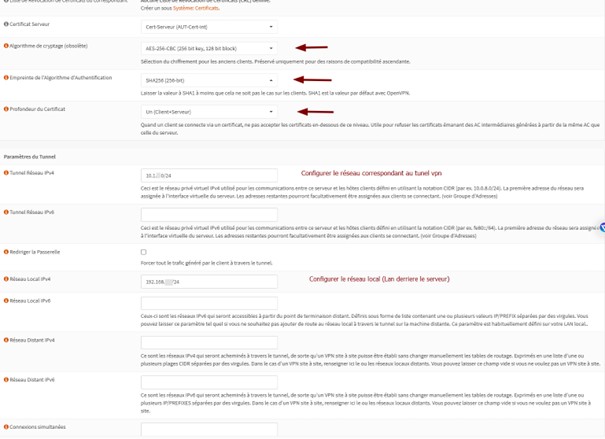 Aucune Liste de Révocation de Certificats (CRL) définie.
Créer un sous Système: Certificats.
Certificat Serveur
Cert-Serveur (AUT-Cert-Int)
Algorithme de cryptage (obsolète)
AES-256-CBC (256 bit key, 128 bit block)
Sélection du chiffrement pour les anciens clients. Préservé uniquement pour des raisons de compatibilité ascendante.
Empreinte de l'Algorithme d'Authentification
SHA256 (256-bit)
Laisser la valeur à SHA1 à moins que cela ne soit pas le cas sur les clients. SHA1 est la valeur par défaut avec OpenVPN.
Profondeur du Certificat
Un (Client+Serveur)
Quand un client se connecte via un certificat, ne pas accepter les certificats en-dessous de ce niveau. Utile pour refuser les certificats émanant des AC intermédiaires générées à partir de la même AC que
celle du serveur.
Paramètres du Tunnel
Tunnel Réseau IPv4
10.1. .0/24
Configurer le réseau correspondant au tunel vpn
Ceci est le réseau privé virtuel IPv4 utilisé pour les communications entre ce serveur et les hôtes clients défini en utilisant la notation CIDR (par ex. 10.0.8.0/24). La première adresse du réseau sera
assignée à l'interface virtuelle du serveur. Les adresses restantes pourront facultativement être assignées aux clients se connectant. (voir Groupe d'Adresses)
Tunnel Réseau IPv6
Ceci est le réseau privé virtuel IPv6 utilisé pour les communications entre ce serveur et les hôtes clients défini en utilisant la notation CIDR (par ex. fe80::/64). La première adresse du réseau sera assignée
à l'interface virtuelle du serveur. Les adresses restantes pourront facultativement être assignées aux clients se connectant. (voir Groupe d'Adresses)
Rediriger la Passerelle
Forcer tout le trafic généré par le client à travers le tunnel.
Réseau Local IPv4
192.168. /24
Configurer le réseau local (Lan derriere le serveur)
Réseau Local IPv6
Ceux-ci sont les réseaux IPv6 qui seront accessibles à partir du point de terminaison distant. Définis sous forme de liste contenant une ou plusieurs valeurs IP/PREFIX séparées par des virgules. Vous
pouvez laisser ce paramètre tel quel si vous ne souhaitez pas ajouter de route au réseau local à travers le tunnel sur la machine distante. Ce paramètre est habituellement défini sur votre LAN local..
Réseau Distant IPv4
Ce sont les réseaux IPv4 qui seront acheminés à travers le tunnel, de sorte qu'un VPN site à site puisse être établi sans changer manuellement les tables de routage. Exprimés en une liste d'une ou
plusieurs plages CIDR séparées par des virgules. Dans le cas d'un VPN site à site, renseigner ici le ou les réseaux locaux distants. Vous pouvez laisser ce champ vide si vous ne voulez pas un VPN site à
site.
Réseau Distant IPv6
Ce sont les réseaux IPv6 qui seront acheminés à travers le tunnel, de sorte qu'un VPN site à site puisse être établi sans changer manuellement les tables de routage. Exprimés en une liste d'une ou
plusieurs IP/PREFIXES séparées par des virgules. Dans le cas d'un VPN site à site, renseigner ici le ou les réseaux locaux distants. Vous pouvez laisser ce champ vide si vous ne voulez pas un VPN site à
site.
Connexions simultanées